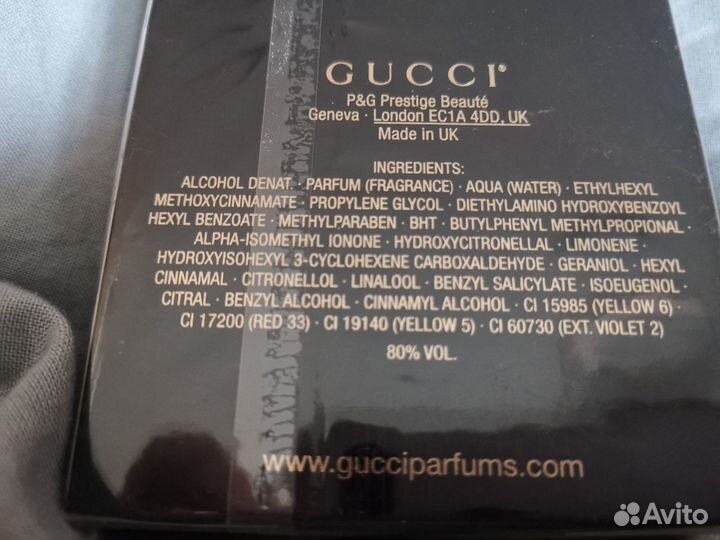 GUCCI®
P&G Prestige Beauté
Geneva · London EC1A 4DD, UK
Made in UK
INGREDIENTS:
ALCOHOL DENAT. · PARFUM (FRAGRANCE) · AQUA (WATER) · ETHYLHEXYL
METHOXYCINNAMATE · PROPYLENE GLYCOL · DIETHYLAMINO HYDROXYBENZOYL
HEXYL BENZOATE · METHYLPARABEN · BHT · BUTYLPHENYL METHYLPROPIONAL ·
ALPHA-ISOMETHYL IONONE · HYDROXYCITRONELLAL · LIMONENE ·
HYDROXYISOHEXYL 3-CYCLOHEXENE CARBOXALDEHYDE · GERANIOL · HEXYL
CINNAMAL · CITRONELLOL · LINALOOL · BENZYL SALICYLATE · ISOEUGENOL ·
CITRAL · BENZYL ALCOHOL · CINNAMYL ALCOHOL · CI 15985 (YELLOW 6) ·
CI 17200 (RED 33) · CI 19140 (YELLOW 5) · CI 60730 (EXT. VIOLET 2)
80% VOL.
www.gucciparfums.com
Avito